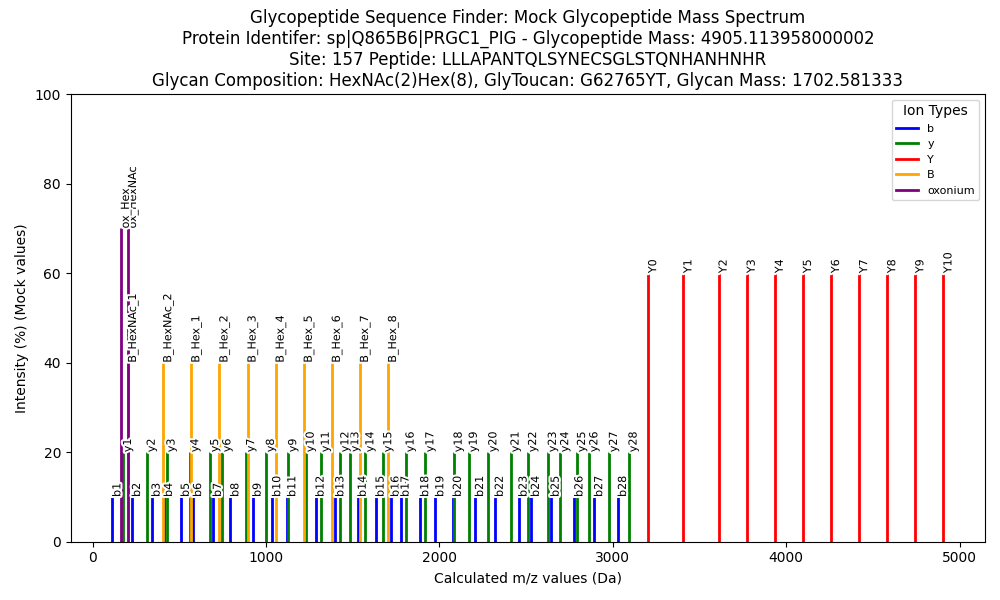 Glycopeptide Sequence Finder: Mock Glycopeptide Mass Spectrum
Protein Identifer: sp|Q865B6|PRGC1_PIG - Glycopeptide Mass: 4905.113958000002
Site: 157 Peptide: LLLAPANTQLSYNECSGLSTQNHANHNHR
Glycan Composition: HexNAc(2)Hex(8), GlyToucan: G62765YT, Glycan Mass: 1702.581333
Intensity (%) (Mock values)
100
80
60
40
20
0
Ion Types
b
y
Y
B
oxonium
ox_Hex
ox_HexNAc
Y0
Y1
Y2
Y3
Y4
Y5
Y6
Y7
Y8
Y9
Y10
B_HexNAc_1
B_HexNAc_2
B_Hex_1
B_Hex_2
B_Hex_3
B_Hex_4
B_Hex_5
B_Hex_6
B_Hex_7
B_Hex_8
y1
y2
y3
y4
y5
y6
y7
y8
y9
y10
y11
y12
y13
y14
y15
y16
y17
y18
y19
y20
y21
y22
y23
y24
y25
y26
y27
y28
b1
b2
b3
b4
b5
b6
b7
b8
b9
b10
b11
b12
b13
b14
b15
b16
b17
b18
b19
b20
b21
b22
b23
b24
b25
b26
b27
b28
0
1000
2000
3000
4000
5000
Calculated m/z values (Da)